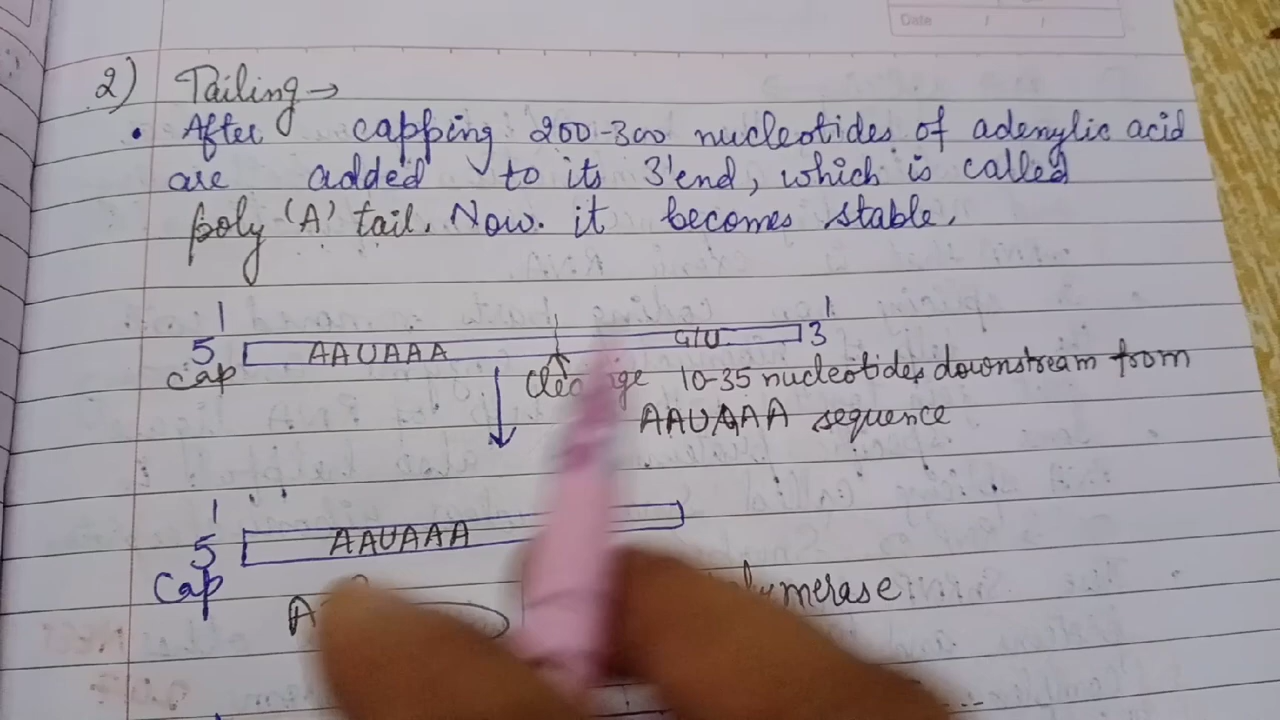 Date / /
2) Tailing →
• After capping 200-300 nucleotides of adenylic acid
are added to its 3'end, which is called
poly 'A' tail. Now. it becomes stable.
5' AAUAAA G/U 3'
Cap
10-35 nucleotides downstream from
AAUAAA sequence
5' AAUAAA
Cap